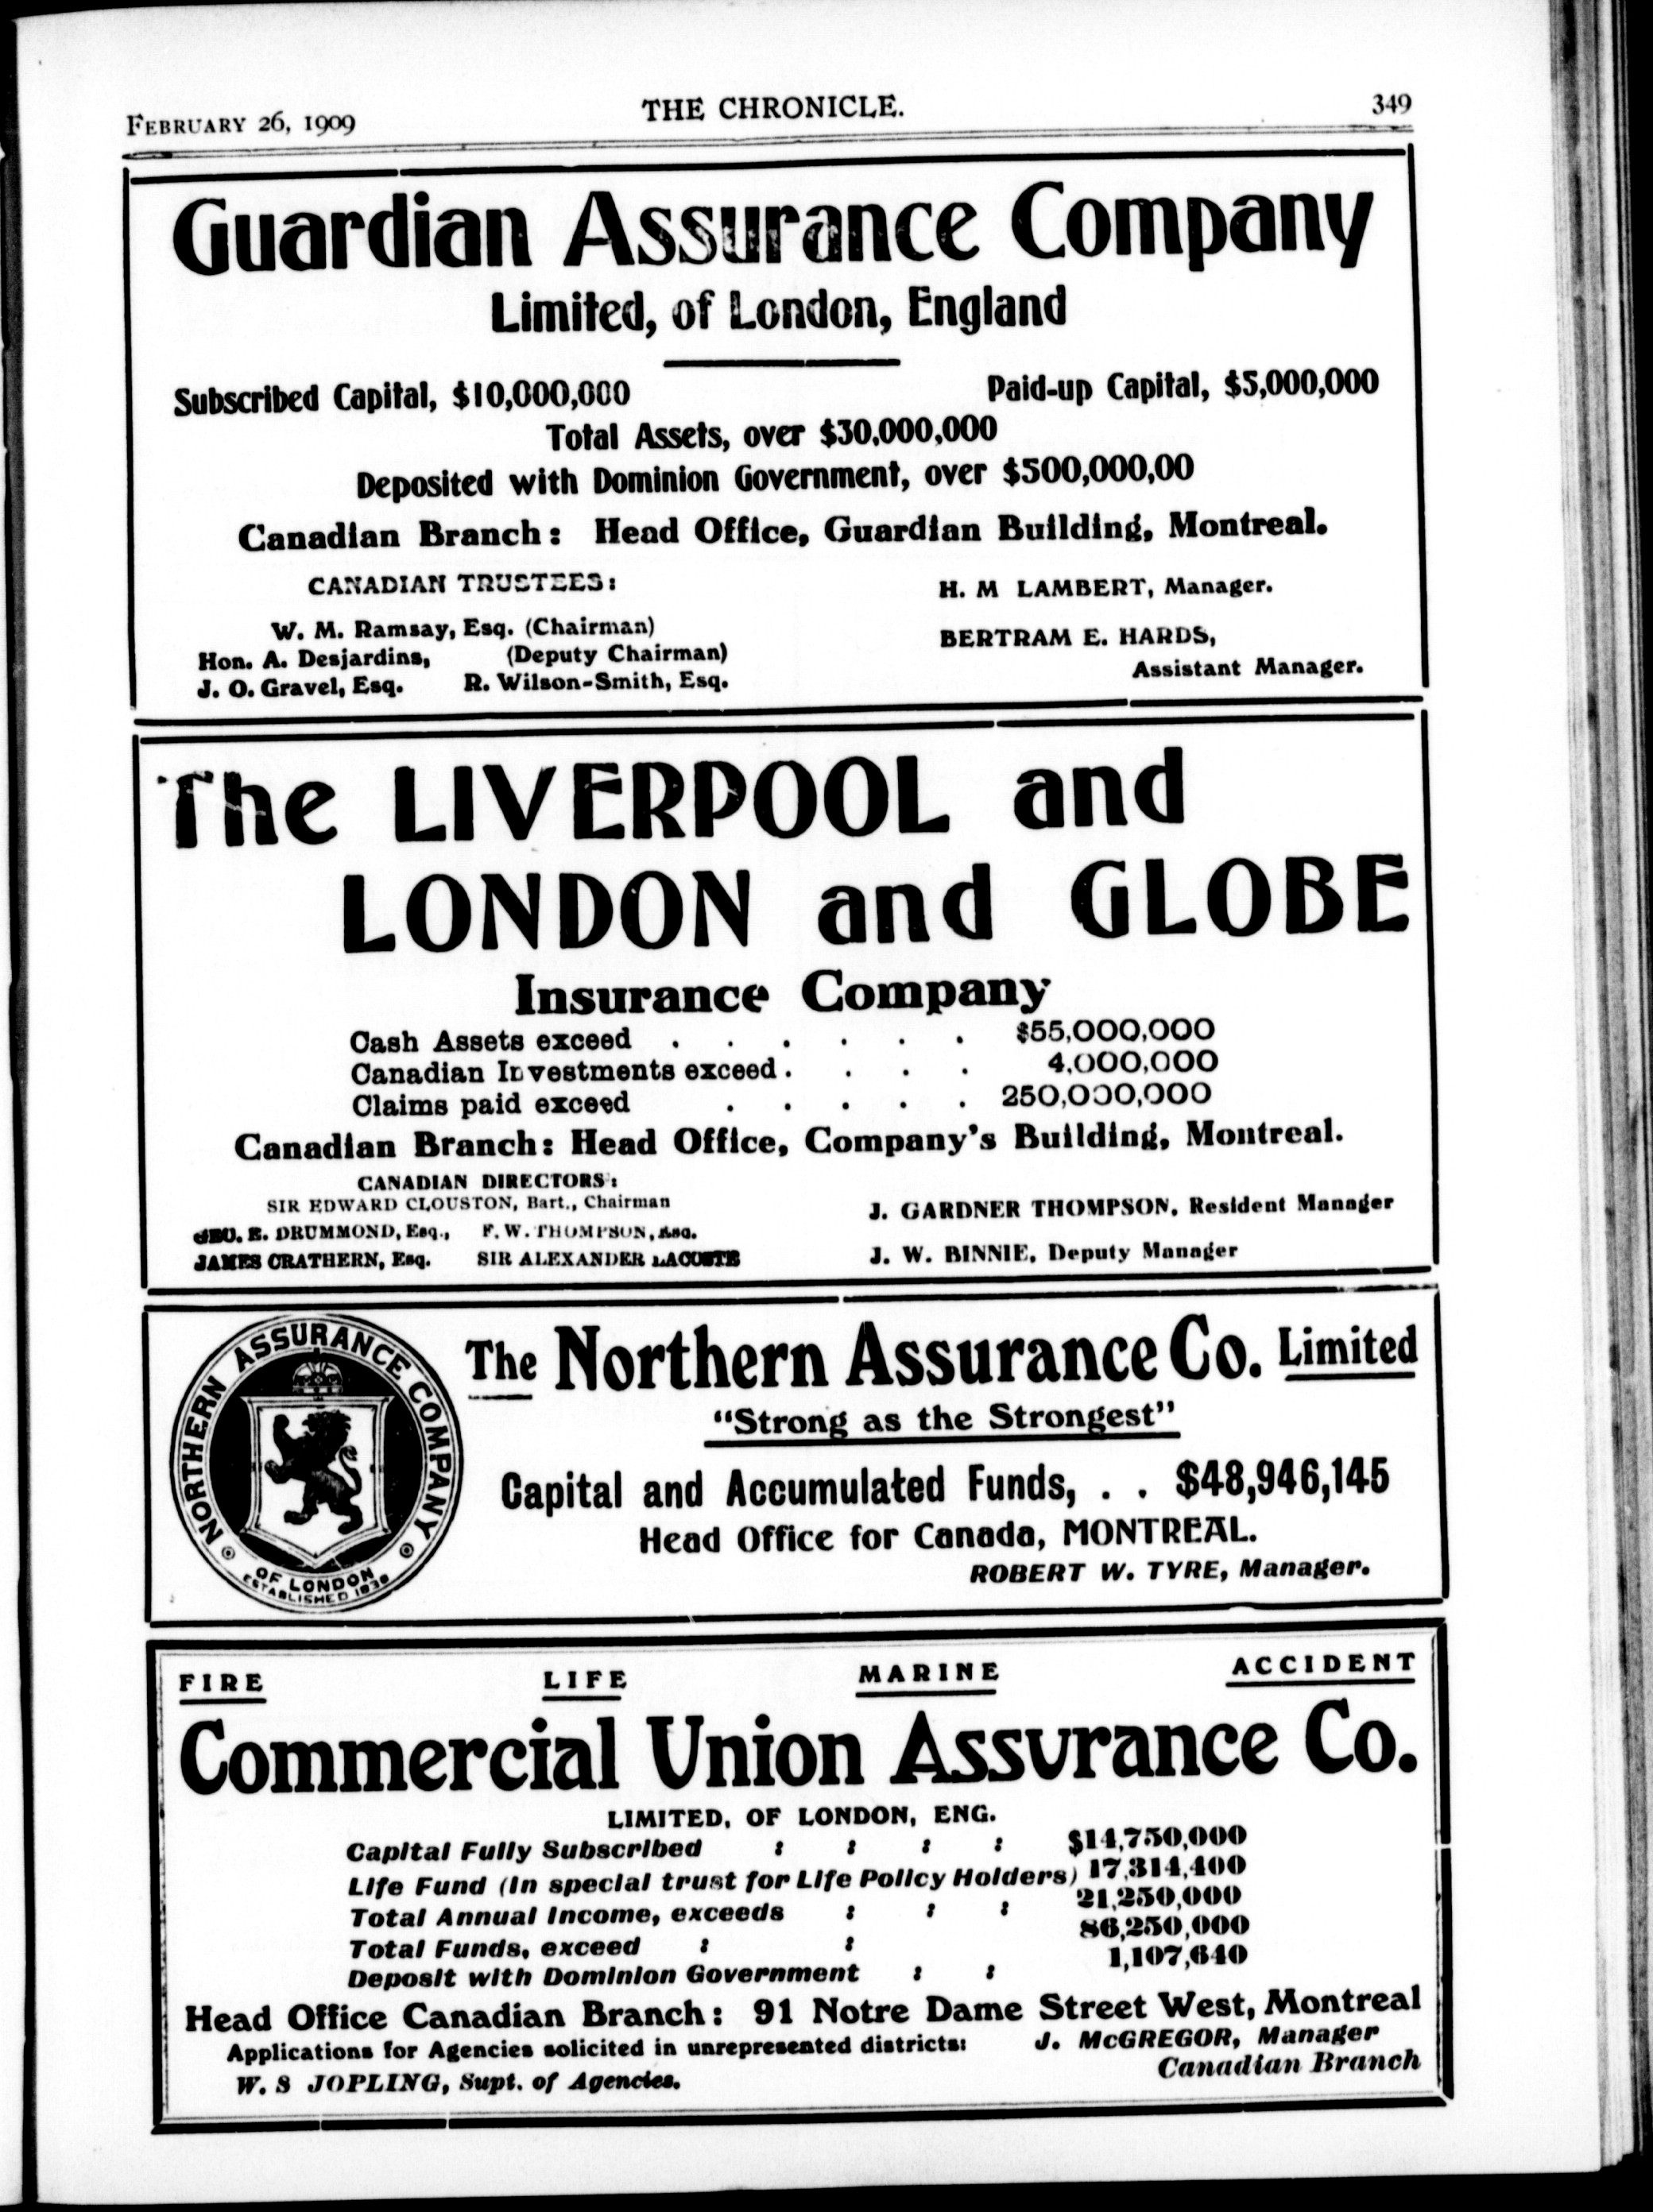 FEBRUARY 26, 1909 THE CHRONICLE. 349
Guardian Assurance Company
Limited, of London, England
Subscribed Capital, $10,000,000 Paid-up Capital, $5,000,000
Total Assets, over $30,000,000
Deposited with Dominion Government, over $500,000,00
Canadian Branch: Head Office, Guardian Building, Montreal.
CANADIAN TRUSTEES:
W. M. Ramsay, Esq. (Chairman)
Hon. A. Desjardins, (Deputy Chairman)
J. O. Gravel, Esq. R. Wilson-Smith, Esq.
H. M LAMBERT, Manager.
BERTRAM E. HARDS,
Assistant Manager.
The LIVERPOOL and
LONDON and GLOBE
Insurance Company
Cash Assets exceed . . . . . . $55,000,000
Canadian Investments exceed . . . . 4,000,000
Claims paid exceed . . . . . 250,000,000
Canadian Branch: Head Office, Company's Building, Montreal.
CANADIAN DIRECTORS:
SIR EDWARD CLOUSTON, Bart., Chairman
GEO. E. DRUMMOND, Esq., F. W. THOMPSON, Esq.
JAMES CRATHERN, Esq. SIR ALEXANDER LACOSTE
J. GARDNER THOMPSON, Resident Manager
J. W. BINNIE, Deputy Manager
NORTHERN ASSURANCE COMPANY
OF LONDON
ESTABLISHED 1836
The Northern Assurance Co. Limited
"Strong as the Strongest"
Capital and Accumulated Funds, . . $48,946,145
Head Office for Canada, MONTREAL.
ROBERT W. TYRE, Manager.
FIRE LIFE MARINE ACCIDENT
Commercial Union Assurance Co.
LIMITED, OF LONDON, ENG.
Capital Fully Subscribed : : : : $14,750,000
Life Fund (In special trust for Life Policy Holders) 17,314,400
Total Annual Income, exceeds : : : 21,250,000
Total Funds, exceed : : 86,250,000
Deposit with Dominion Government : : 1,107,640
Head Office Canadian Branch: 91 Notre Dame Street West, Montreal
Applications for Agencies solicited in unrepresented districts:
W. S JOPLING, Supt. of Agencies.
J. McGREGOR, Manager
Canadian Branch